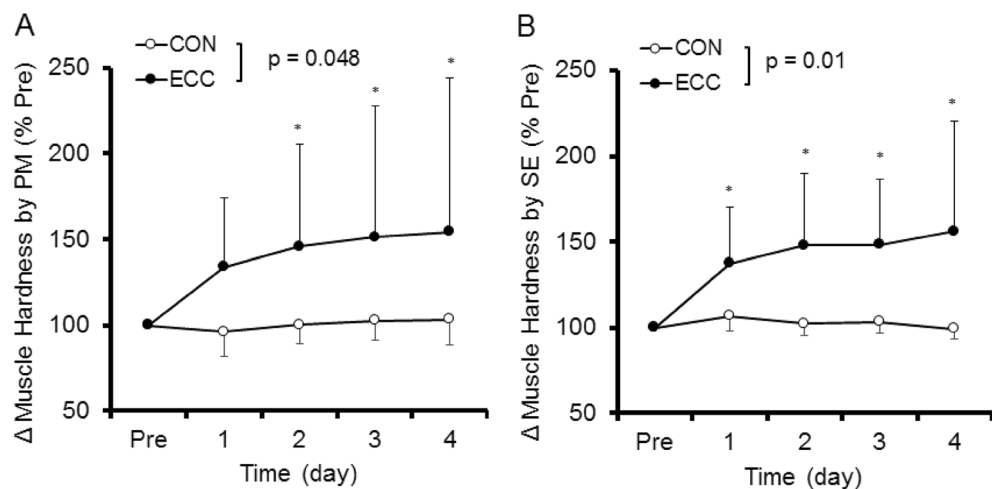 A
CON
ECC
p = 0.048
Δ Muscle Hardness by PM (% Pre)
250
200
150
100
50
*
*
*
Pre 1 2 3 4
Time (day)
B
CON
ECC
p = 0.01
Δ Muscle Hardness by SE (% Pre)
250
200
150
100
50
*
*
*
*
Pre 1 2 3 4
Time (day)